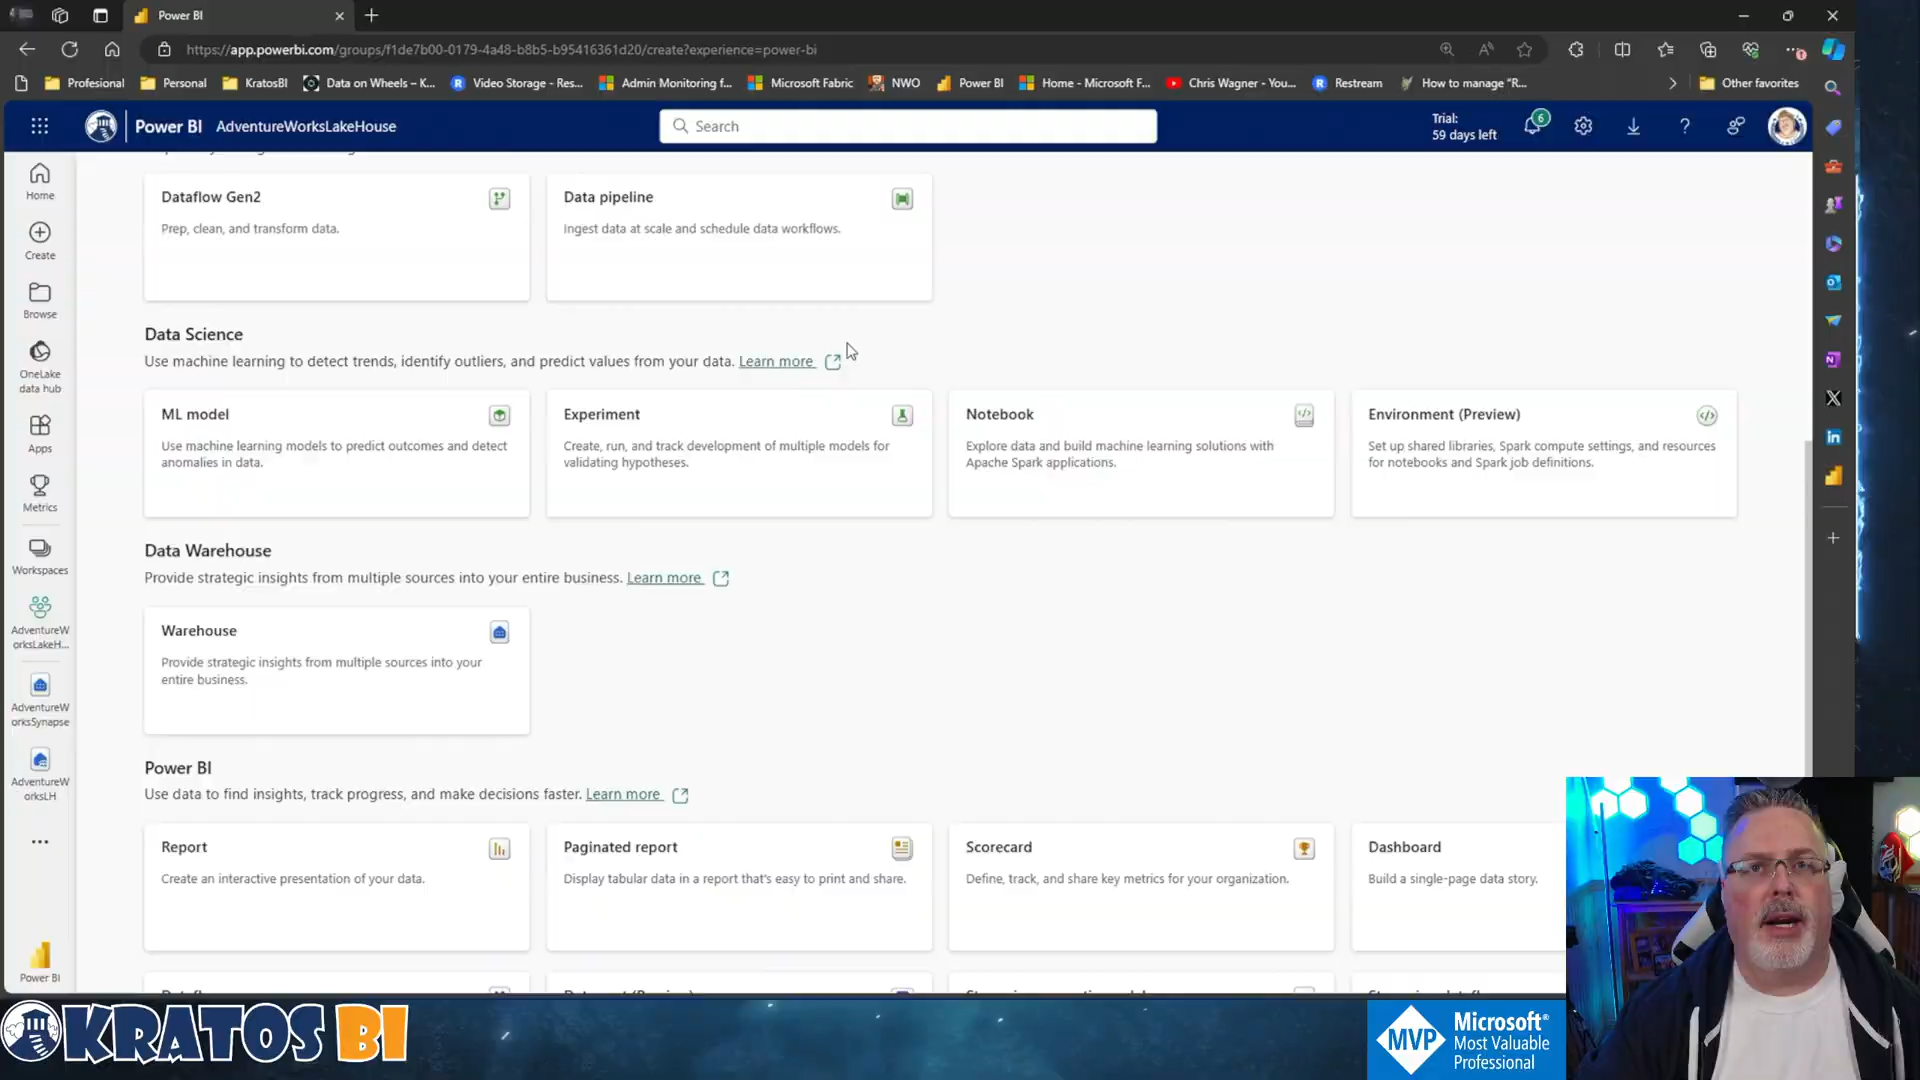 Power BI
https://app.powerbi.com/groups/f1de7b00-0179-4a48-b8b5-b95416361d20/create?experience=power-bi
Profesional
Personal
KratosBI
Data on Wheels – K...
Video Storage - Res...
Admin Monitoring f...
Microsoft Fabric
NWO
Power BI
Home - Microsoft F...
Chris Wagner - You...
Restream
How to manage "R...
Other favorites
Power BI
AdventureWorksLakeHouse
Search
Trial:
59 days left
6
Home
Create
Browse
OneLake
data hub
Apps
Metrics
Workspaces
AdventureW
orksLakeH...
AdventureW
orksSynapse
AdventureW
orksLH
Power BI
Dataflow Gen2
Prep, clean, and transform data.
Data pipeline
Ingest data at scale and schedule data workflows.
Data Science
Use machine learning to detect trends, identify outliers, and predict values from your data. Learn more
ML model
Use machine learning models to predict outcomes and detect
anomalies in data.
Experiment
Create, run, and track development of multiple models for
validating hypotheses.
Notebook
Explore data and build machine learning solutions with
Apache Spark applications.
Environment (Preview)
Set up shared libraries, Spark compute settings, and resources
for notebooks and Spark job definitions.
Data Warehouse
Provide strategic insights from multiple sources into your entire business. Learn more
Warehouse
Provide strategic insights from multiple sources into your
entire business.
Power BI
Use data to find insights, track progress, and make decisions faster. Learn more
Report
Create an interactive presentation of your data.
Paginated report
Display tabular data in a report that's easy to print and share.
Scorecard
Define, track, and share key metrics for your organization.
Dashboard
Build a single-page data story.
KRATOS BI
MVP
Microsoft®
Most Valuable
Professional